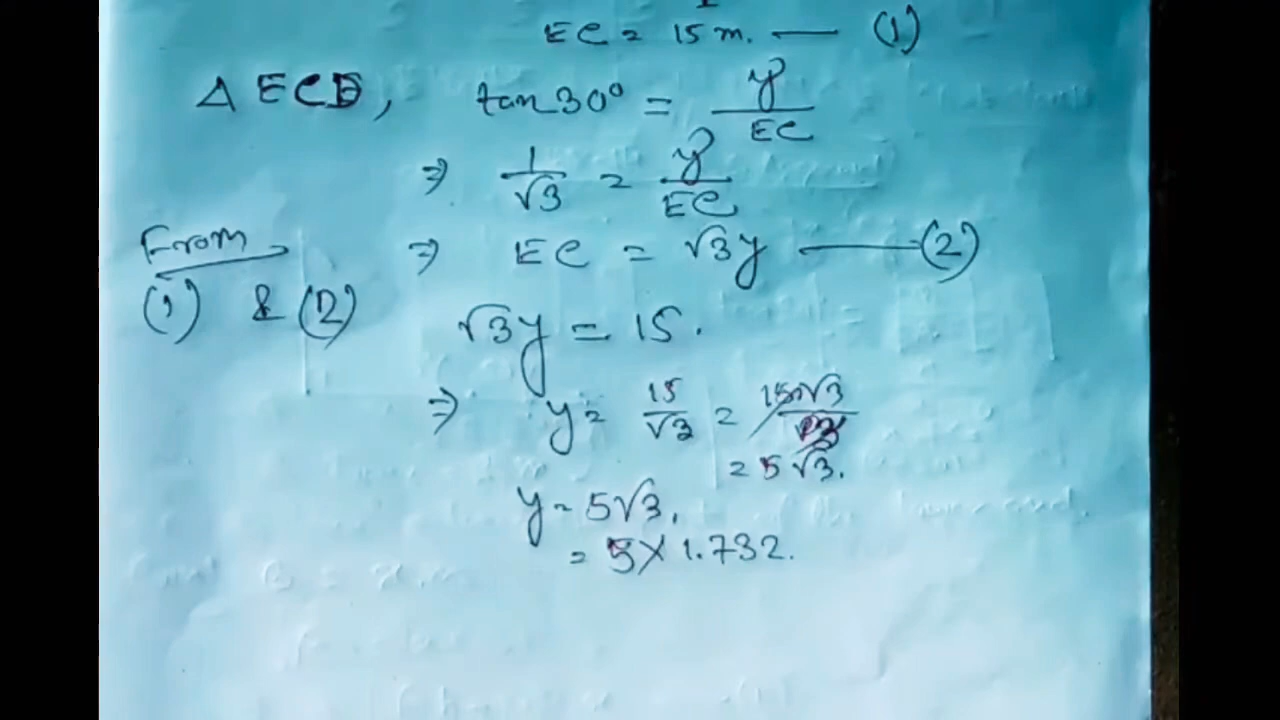 EC = 15 m. — (1)
△ ECD, tan 30° = y/EC
⇒ 1/√3 = y/EC
From ⇒ EC = √3y — (2)
(1) & (2)
√3y = 15.
⇒ y = 15/√3 = 15√3/
= 5√3.
y = 5√3.
= 5 × 1.732.